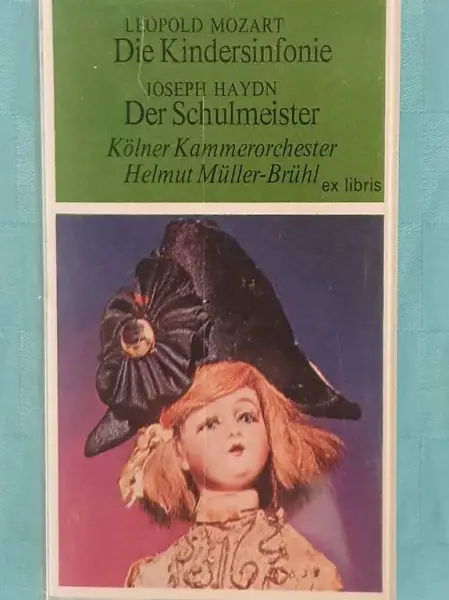 LEOPOLD MOZART
Die Kindersinfonie
JOSEPH HAYDN
Der Schulmeister
Kölner Kammerorchester
Helmut Müller-Brühl
ex libris